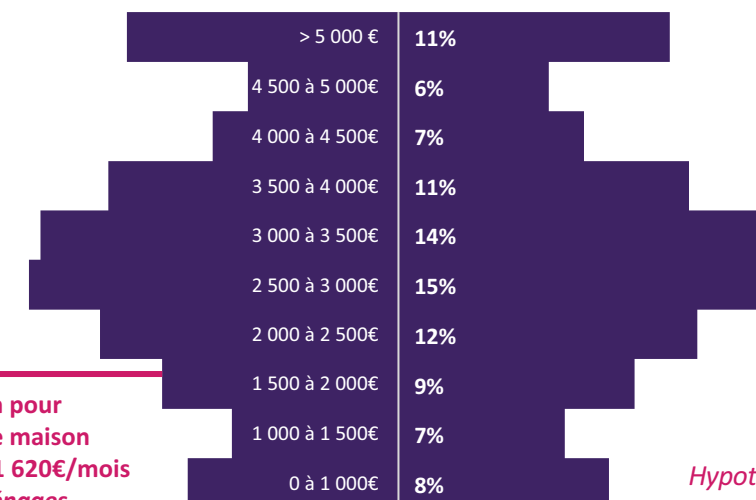 > 5 000 € 11%
4 500 à 5 000€ 6%
4 000 à 4 500€ 7%
3 500 à 4 000€ 11%
3 000 à 3 500€ 14%
2 500 à 3 000€ 15%
2 000 à 2 500€ 12%
1 500 à 2 000€ 9%
pour
maison
1 620€/mois
1 000 à 1 500€ 7%
0 à 1 000€ 8%
Hypot